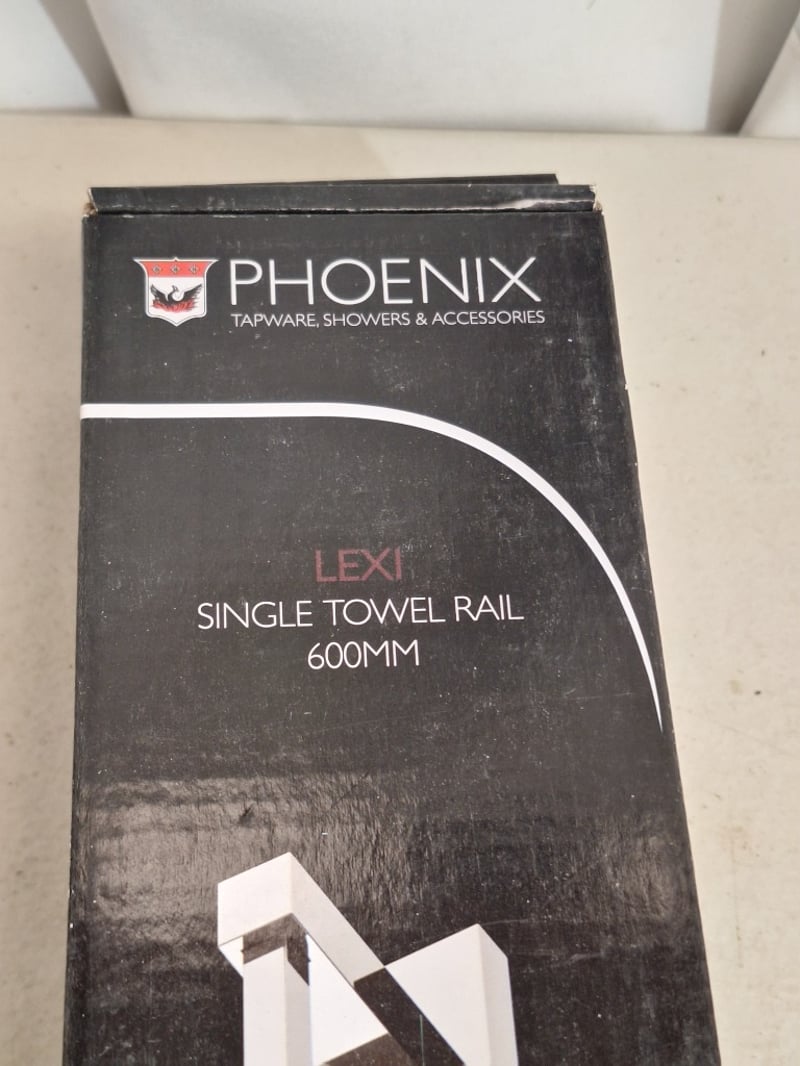 PHOENIX
TAPWARE, SHOWERS & ACCESSORIES
LEXI
SINGLE TOWEL RAIL
600MM